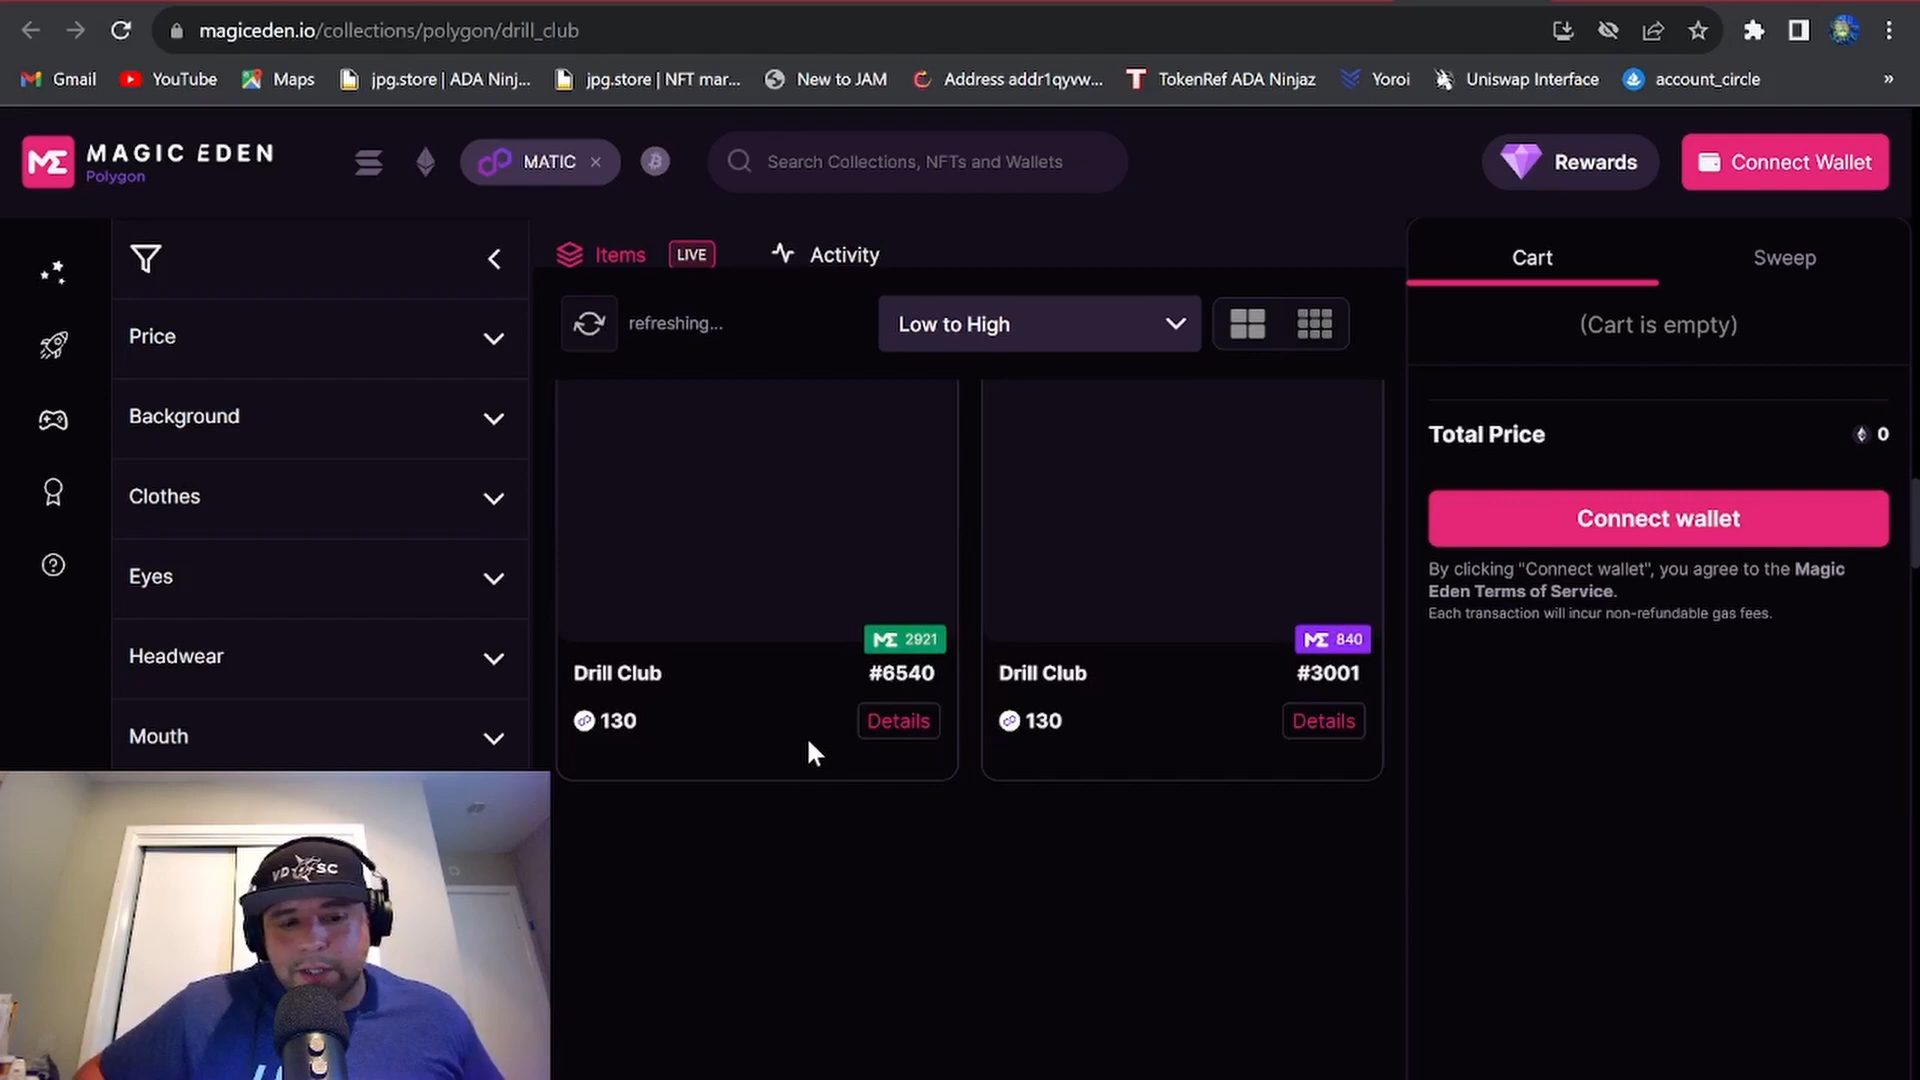 magiceden.io/collections/polygon/drill_club
Gmail YouTube Maps jpg.store | ADA Ninj... jpg.store | NFT mar... New to JAM Address addr1qyvw... TokenRef ADA Ninjaz Yoroi Uniswap Interface account_circle »
MAGIC EDEN
Polygon
MATIC ×
Search Collections, NFTs and Wallets
Rewards
Connect Wallet
Items LIVE Activity
Cart Sweep
refreshing...
Low to High
(Cart is empty)
Price
Background
Clothes
Eyes
Headwear
Mouth
ME 2921
Drill Club #6540
130 Details
ME 840
Drill Club #3001
130 Details
Total Price 0
Connect wallet
By clicking "Connect wallet", you agree to the Magic
Eden Terms of Service.
Each transaction will incur non-refundable gas fees.
VD SC